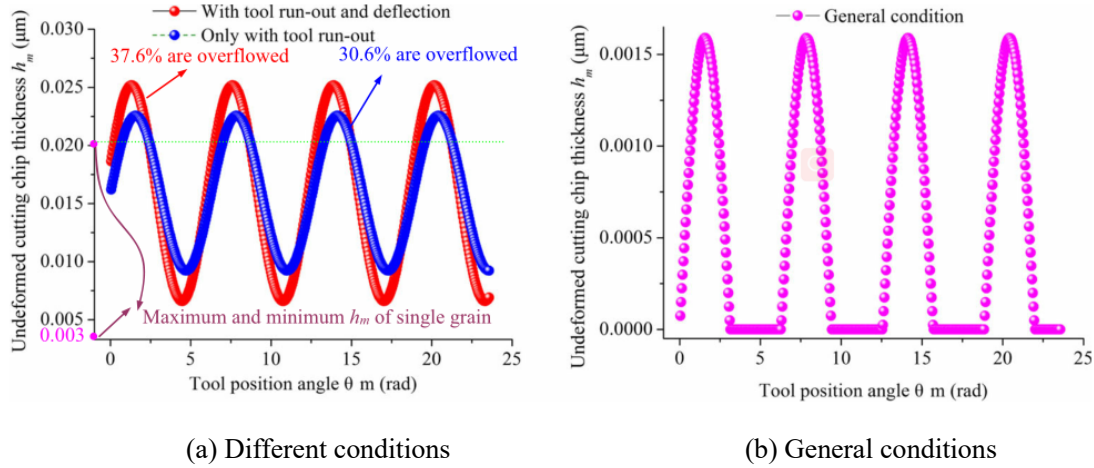 With tool run-out and deflection
Only with tool run-out
37.6% are overflowed
30.6% are overflowed
Undeformed cutting chip thickness hm (μm)
0.030
0.025
0.020
0.015
0.010
0.005
0.003
Maximum and minimum hm of single grain
0 5 10 15 20 25
Tool position angle θ m (rad)
(a) Different conditions
General condition
Undeformed cutting chip thickness hm (μm)
0.0015
0.0010
0.0005
0.0000
0 5 10 15 20 25
Tool position angle θ m (rad)
(b) General conditions